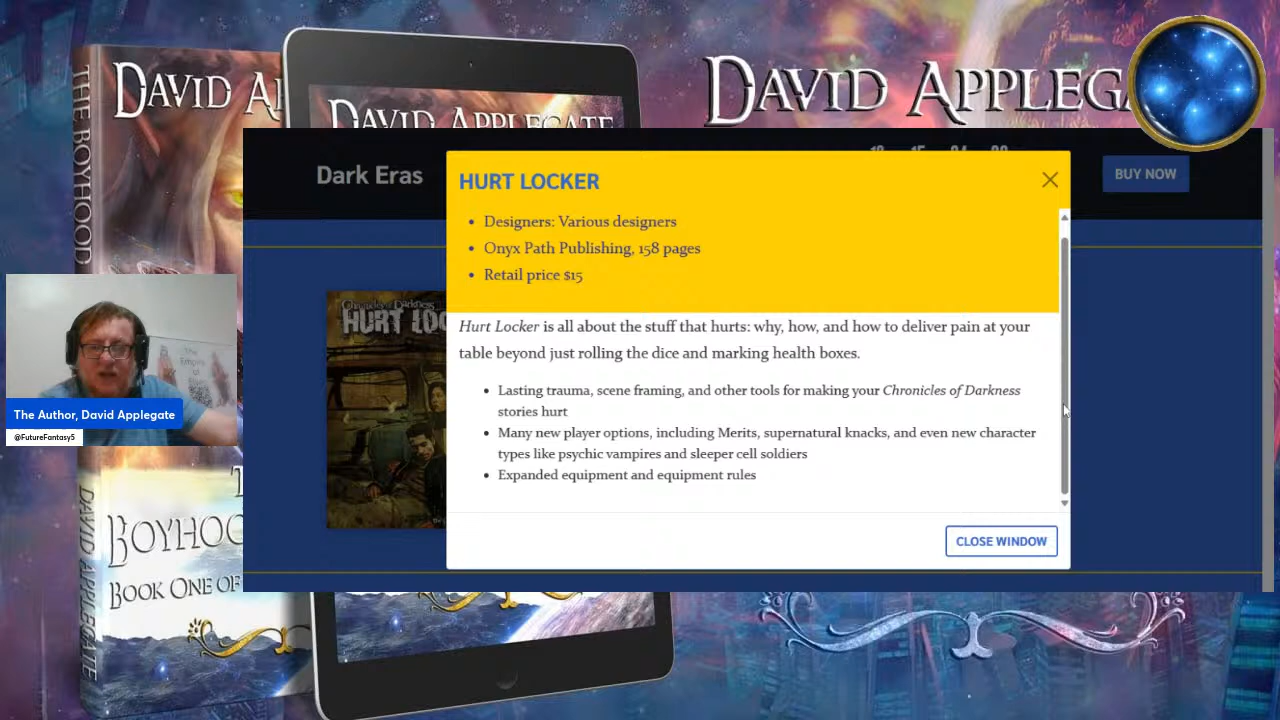 DAVID APPLEGA
DAVID A
DAVID APPLEGATE
THE BOYHOOD
Dark Eras
BUY NOW
HURT LOCKER
• Designers: Various designers
• Onyx Path Publishing, 158 pages
• Retail price $15
Chronicles of Darkness
HURT LOC
Hurt Locker is all about the stuff that hurts: why, how, and how to deliver pain at your
table beyond just rolling the dice and marking health boxes.
• Lasting trauma, scene framing, and other tools for making your Chronicles of Darkness
stories hurt
• Many new player options, including Merits, supernatural knacks, and even new character
types like psychic vampires and sleeper cell soldiers
• Expanded equipment and equipment rules
CLOSE WINDOW
The Author, David Applegate
@FutureFantasy5
BOYHOO
BOOK ONE OF
DAVID APPLEGATE